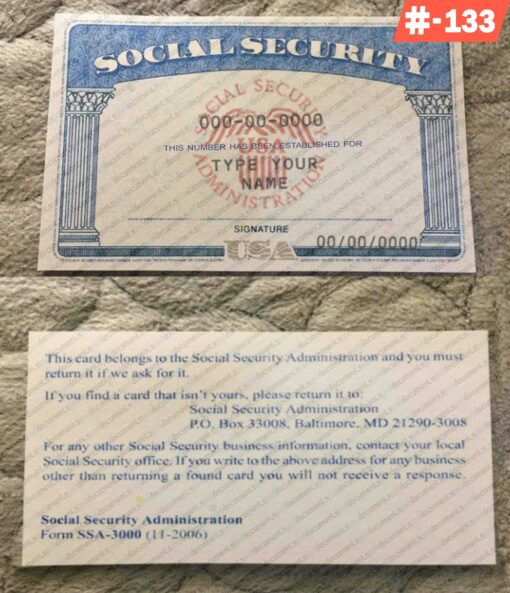 #-133
SOCIAL SECURITY
SOCIAL SECURITY
ADMINISTRATION
USA
000-00-0000
THIS NUMBER HAS BEEN ESTABLISHED FOR
TYPE YOUR
NAME
SIGNATURE
USA
00/00/0000
This card belongs to the Social Security Administration and you must
return it if we ask for it.
If you find a card that isn't yours, please return it to:
Social Security Administration
P.O. Box 33008, Baltimore, MD 21290-3008
For any other Social Security business information, contact your local
Social Security office. If you write to the above address for any business
other than returning a found card you will not receive a response.
Social Security Administration
Form SSA-3000 (11-2006)